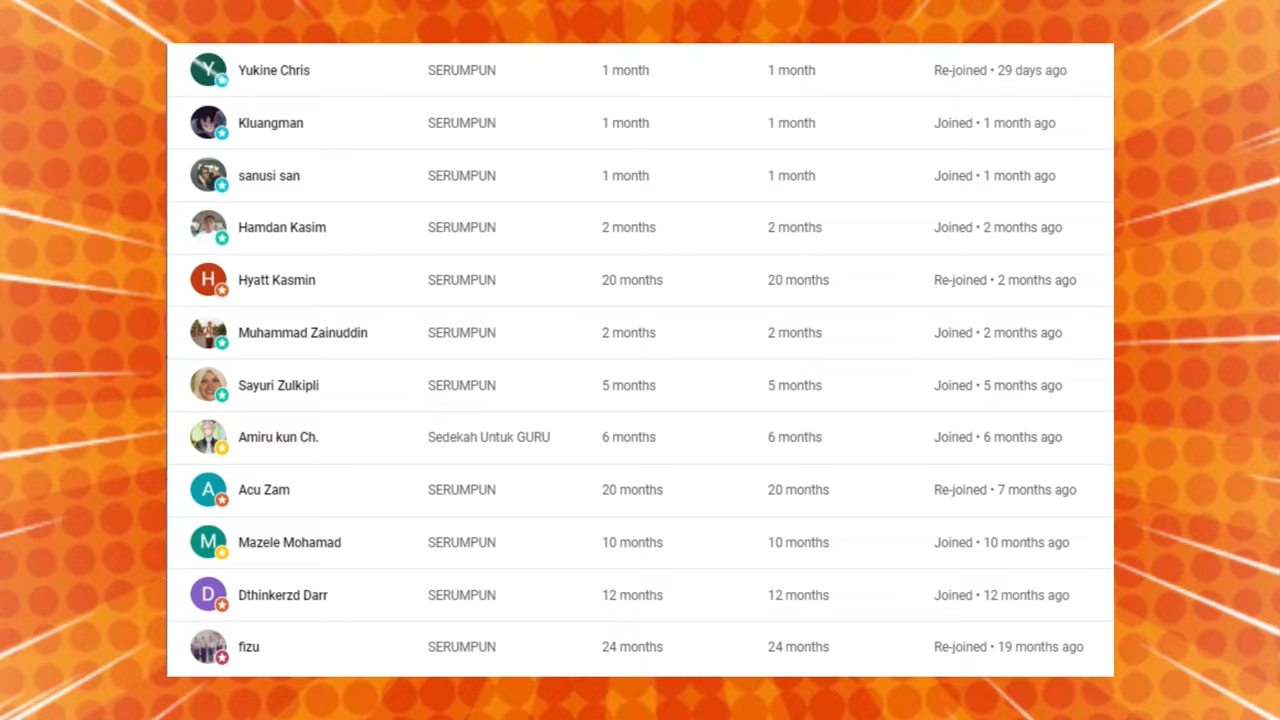 Y Yukine Chris SERUMPUN 1 month 1 month Re-joined • 29 days ago
Kluangman SERUMPUN 1 month 1 month Joined • 1 month ago
sanusi san SERUMPUN 1 month 1 month Joined • 1 month ago
Hamdan Kasim SERUMPUN 2 months 2 months Joined • 2 months ago
H Hyatt Kasmin SERUMPUN 20 months 20 months Re-joined • 2 months ago
Muhammad Zainuddin SERUMPUN 2 months 2 months Joined • 2 months ago
Sayuri Zulkipli SERUMPUN 5 months 5 months Joined • 5 months ago
Amiru kun Ch. Sedekah Untuk GURU 6 months 6 months Joined • 6 months ago
A Acu Zam SERUMPUN 20 months 20 months Re-joined • 7 months ago
M Mazele Mohamad SERUMPUN 10 months 10 months Joined • 10 months ago
D Dthinkerzd Darr SERUMPUN 12 months 12 months Joined • 12 months ago
fizu SERUMPUN 24 months 24 months Re-joined • 19 months ago